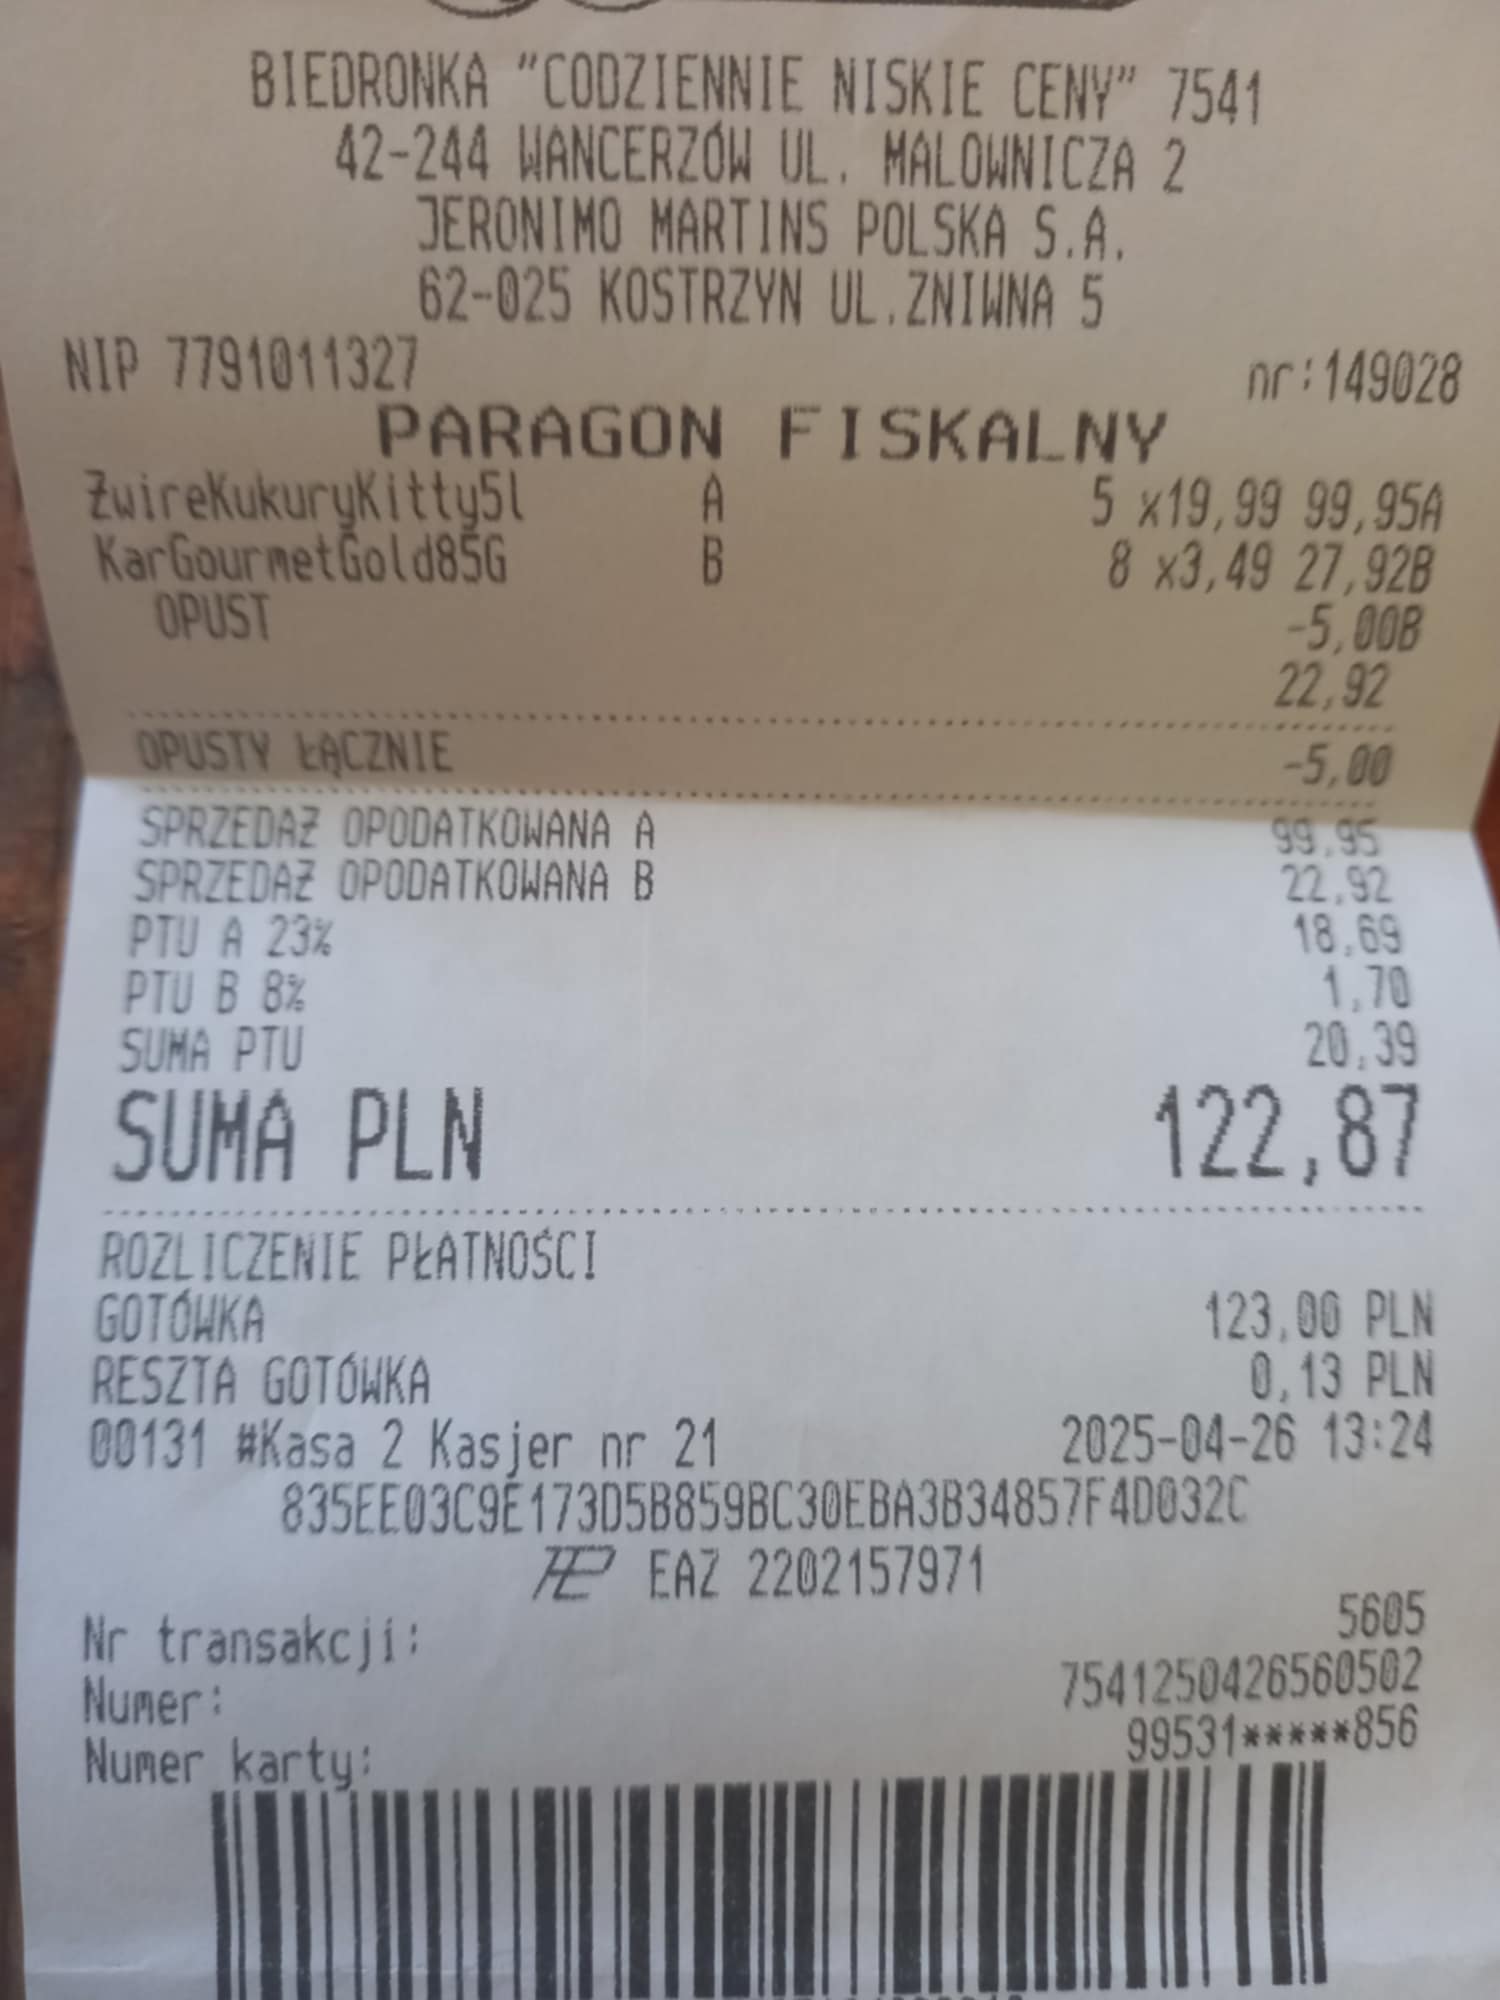 BIEDRONKA "CODZIENNIE NISKIE CENY" 7541
42-244 WANCERZÓW UL. MALOWNICZA 2
JERONIMO MARTINS POLSKA S.A.
62-025 KOSTRZYN UL.ZNIWNA 5
NIP 7791011327 nr:149028
PARAGON FISKALNY
ŻwireKukuryKitty5l A 5 x19,99 99,95A
KarGourmetGold85G B 8 x3,49 27,92B
OPUST -5,00B
22,92
OPUSTY ŁĄCZNIE -5,00
SPRZEDAŻ OPODATKOWANA A 99,95
SPRZEDAŻ OPODATKOWANA B 22,92
PTU A 23% 18,69
PTU B 8% 1,70
SUMA PTU 20,39
SUMA PLN 122,87
ROZLICZENIE PŁATNOŚCI
GOTÓWKA 123,00 PLN
RESZTA GOTÓWKA 0,13 PLN
00131 #Kasa 2 Kasjer nr 21 2025-04-26 13:24
835EE03C9E173D5B859BC30EBA3B34857F4D032C
EAZ 2202157971
Nr transakcji: 5605
Numer: 7541250426560502
Numer karty: 99531*****856